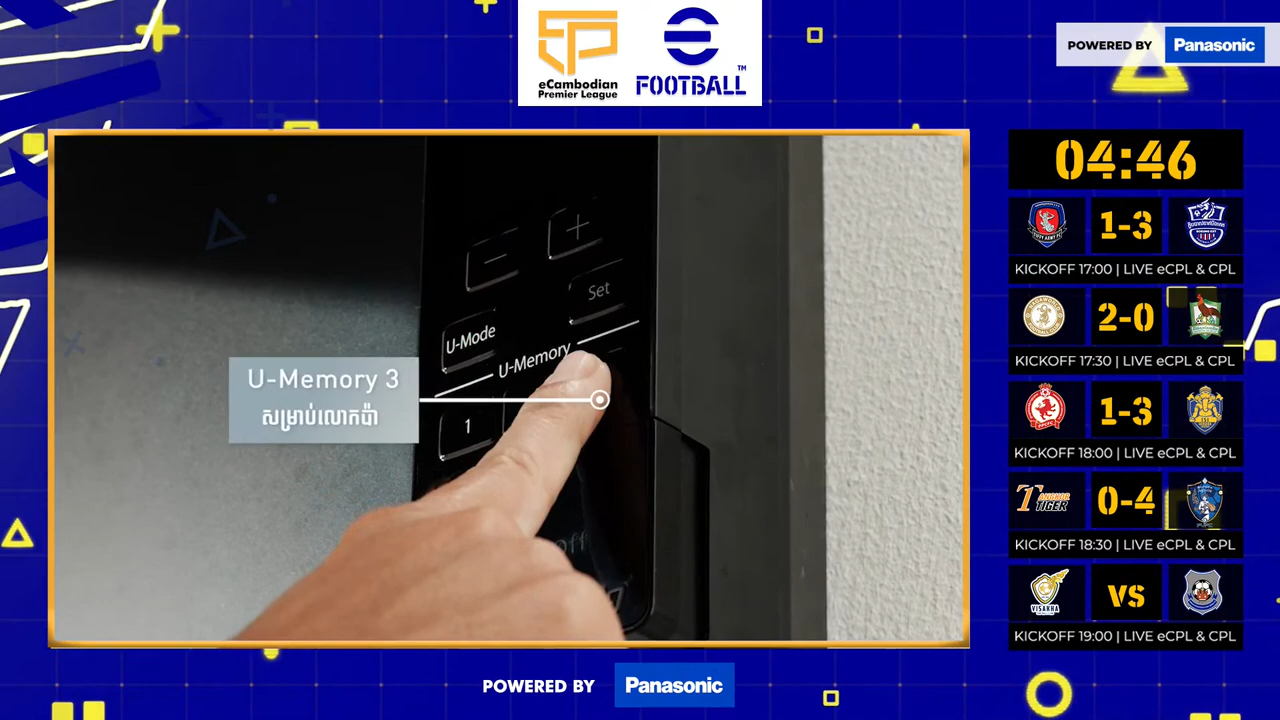 eCambodian
Premier League
FOOTBALL™
POWERED BY Panasonic
04:46
1-3
KICKOFF 17:00 | LIVE eCPL & CPL
2-0
KICKOFF 17:30 | LIVE eCPL & CPL
1-3
KICKOFF 18:00 | LIVE eCPL & CPL
T ANGKOR
TIGER
0-4
KICKOFF 18:30 | LIVE eCPL & CPL
VISAKHA
VS
KICKOFF 19:00 | LIVE eCPL & CPL
- +
Set
U-Mode
U-Memory
1
off
U-Memory 3
សម្រាប់លោកប៉ា
POWERED BY Panasonic